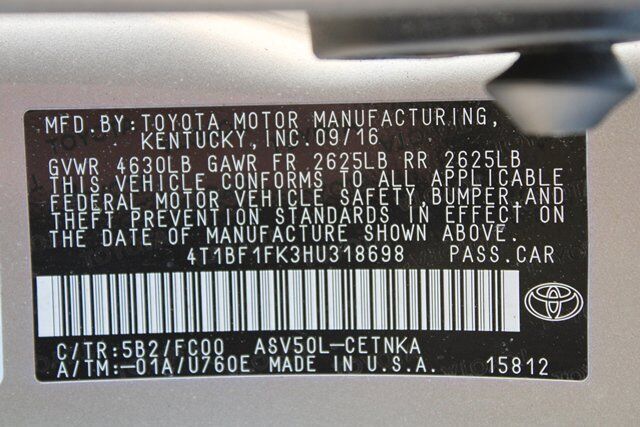 MFD.BY:TOYOTA MOTOR MANUFACTURING,
KENTUCKY,INC.09/16
GVWR 4630LB GAWR FR 2625LB RR 2625LB
THIS VEHICLE CONFORMS TO ALL APPLICABLE
FEDERAL MOTOR VEHICLE SAFETY,BUMPER,AND
THEFT PREVENTION STANDARDS IN EFFECT ON
THE DATE OF MANUFACTURE SHOWN ABOVE.
4T1BF1FK3HU318698 PASS.CAR
C/TR:5B2/FC00 ASV50L-CETNKA
A/TM:-01A/U760E MADE IN U.S.A. 15812